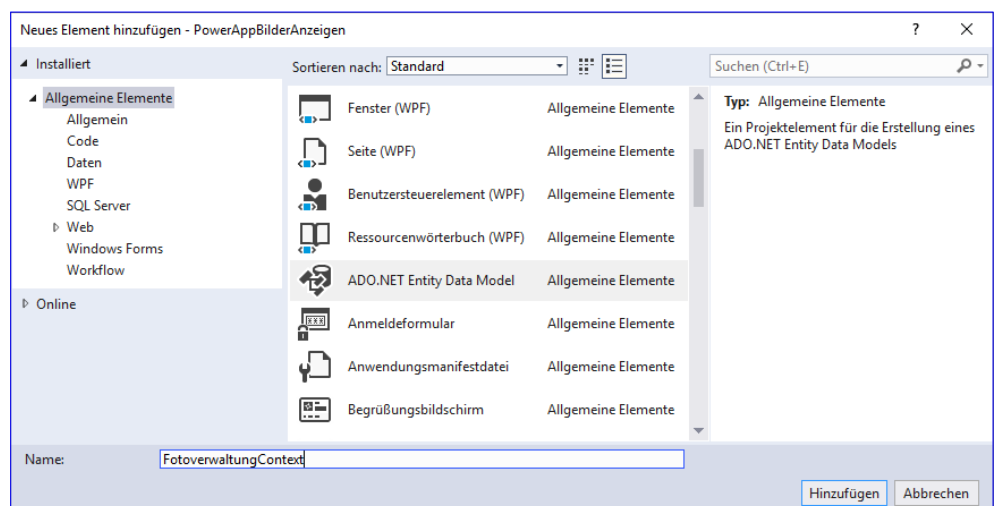 Neues Element hinzufügen - PowerAppBilderAnzeigen
?
Installiert
Sortieren nach: Standard
Suchen (Ctrl+E)
Allgemeine Elemente
Allgemein
Code
Daten
WPF
SQL Server
Web
Windows Forms
Workflow
Online
Fenster (WPF) Allgemeine Elemente
Seite (WPF) Allgemeine Elemente
Benutzersteuerelement (WPF) Allgemeine Elemente
Ressourcenwörterbuch (WPF) Allgemeine Elemente
ADO.NET Entity Data Model Allgemeine Elemente
Anmeldeformular Allgemeine Elemente
Anwendungsmanifestdatei Allgemeine Elemente
Begrüßungsbildschirm Allgemeine Elemente
Typ: Allgemeine Elemente
Ein Projektelement für die Erstellung eines
ADO.NET Entity Data Models
Name: FotoverwaltungContext
Hinzufügen Abbrechen